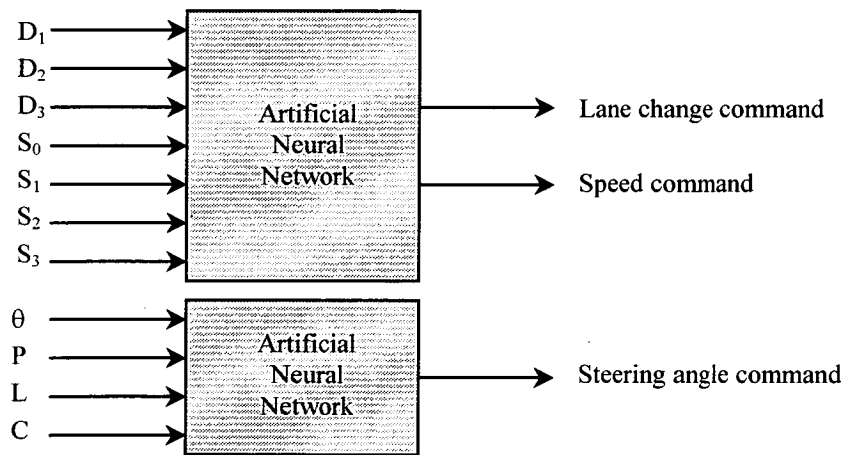 D₁
D₂
D₃
S₀
S₁
S₂
S₃
Artificial
Neural
Network
Lane change command
Speed command
θ
P
L
C
Artificial
Neural
Network
Steering angle command